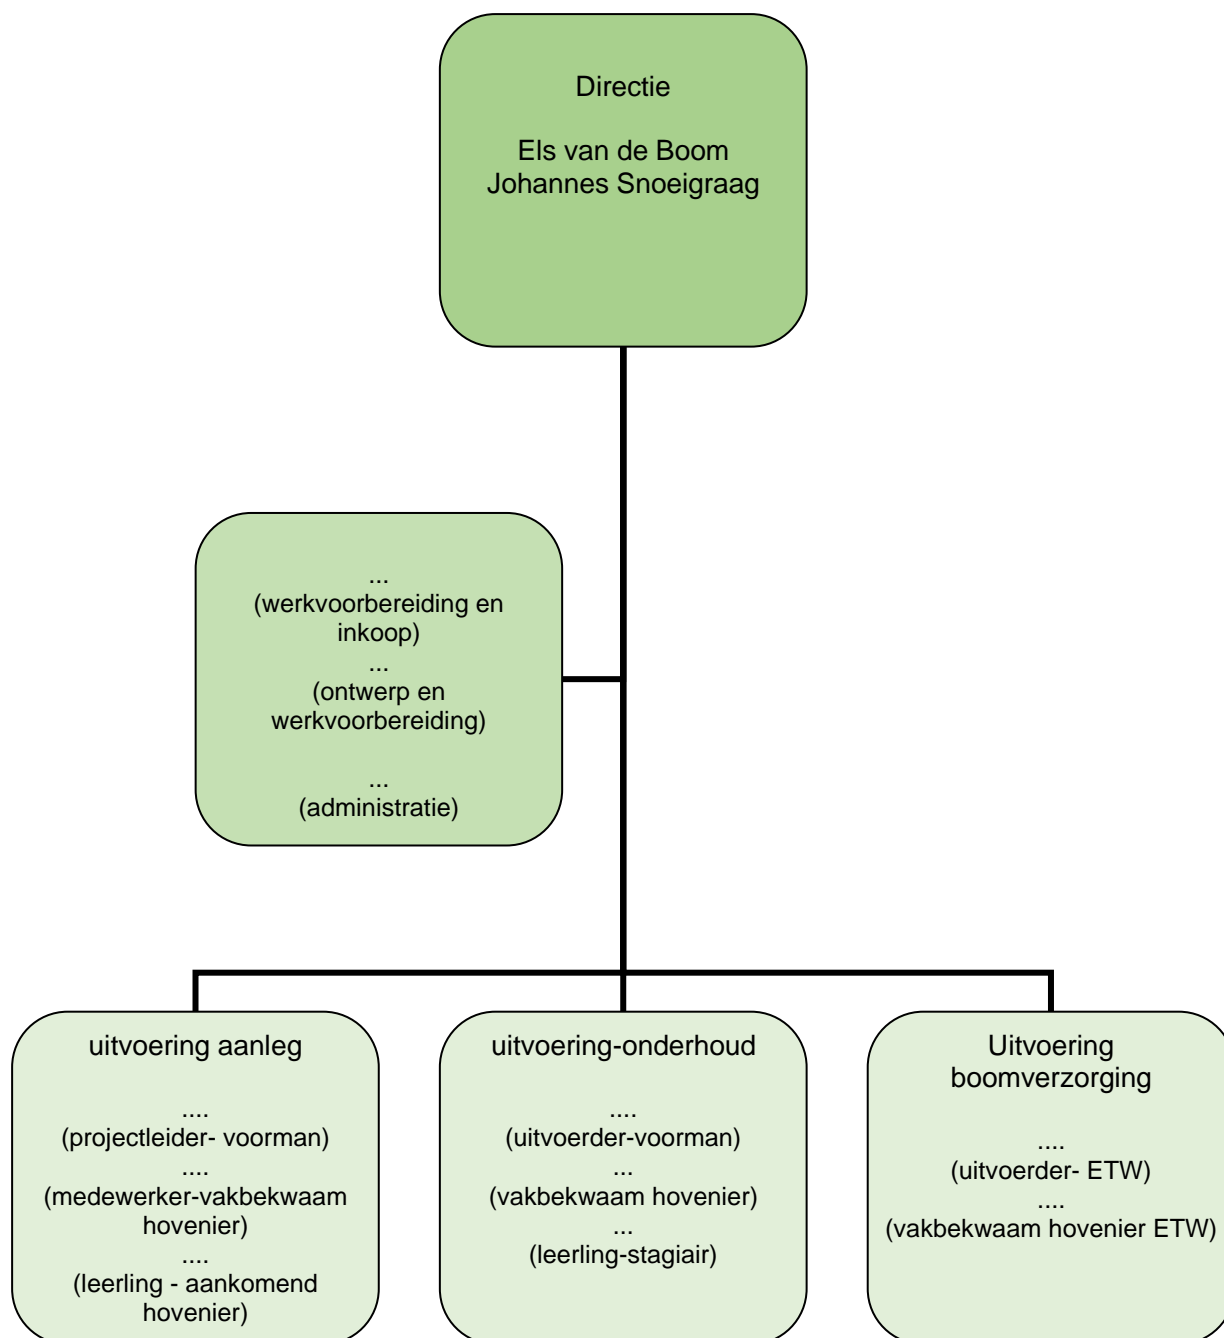 Directie
Els van de Boom
Johannes Snoeigraag
...
(werkvoorbereiding en
inkoop)
...
(ontwerp en
werkvoorbereiding)
...
(administratie)
uitvoering aanleg
....
(projectleider- voorman)
....
(medewerker-vakbekwaam
hovenier)
....
(leerling - aankomend
hovenier)
uitvoering-onderhoud
....
(uitvoerder-voorman)
...
(vakbekwaam hovenier)
...
(leerling-stagiair)
Uitvoering
boomverzorging
....
(uitvoerder- ETW)
....
(vakbekwaam hovenier ETW)